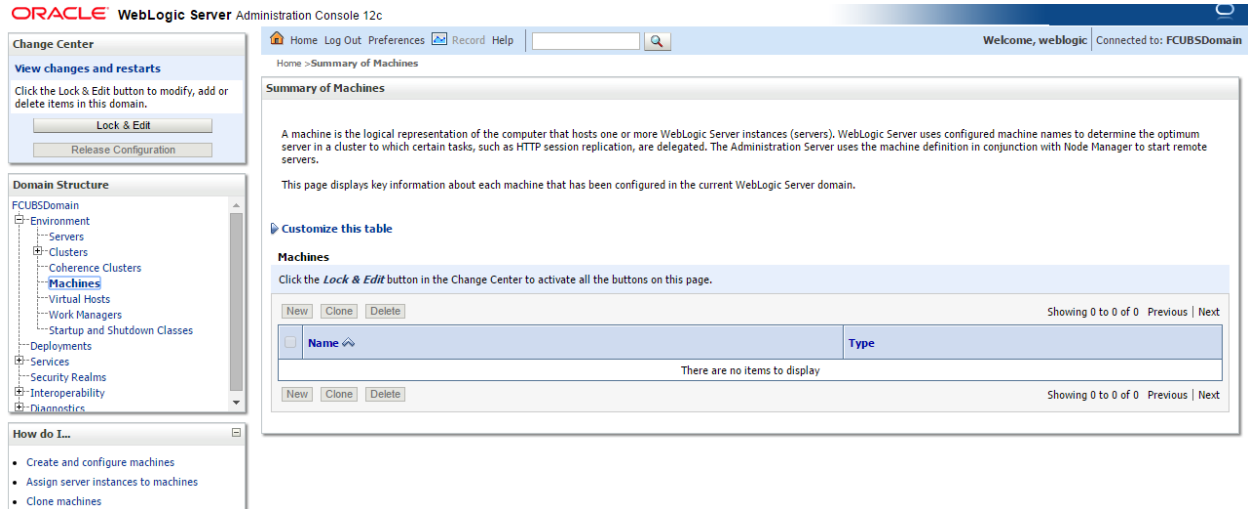 ORACLE WebLogic Server Administration Console 12c
Change Center
View changes and restarts
Click the Lock & Edit button to modify, add or
delete items in this domain.
Lock & Edit
Release Configuration
Domain Structure
FCUBSDomain
Environment
Servers
Clusters
Coherence Clusters
Machines
Virtual Hosts
Work Managers
Startup and Shutdown Classes
Deployments
Services
Security Realms
Interoperability
Diagnostics
How do I...
Create and configure machines
Assign server instances to machines
Clone machines
Home Log Out Preferences Record Help
Welcome, weblogic Connected to: FCUBSDomain
Home >Summary of Machines
Summary of Machines
A machine is the logical representation of the computer that hosts one or more WebLogic Server instances (servers). WebLogic Server uses configured machine names to determine the optimum
server in a cluster to which certain tasks, such as HTTP session replication, are delegated. The Administration Server uses the machine definition in conjunction with Node Manager to start remote
servers.
This page displays key information about each machine that has been configured in the current WebLogic Server domain.
Customize this table
Machines
Click the Lock & Edit button in the Change Center to activate all the buttons on this page.
New Clone Delete Showing 0 to 0 of 0 Previous | Next
Name Type
There are no items to display
New Clone Delete Showing 0 to 0 of 0 Previous | Next